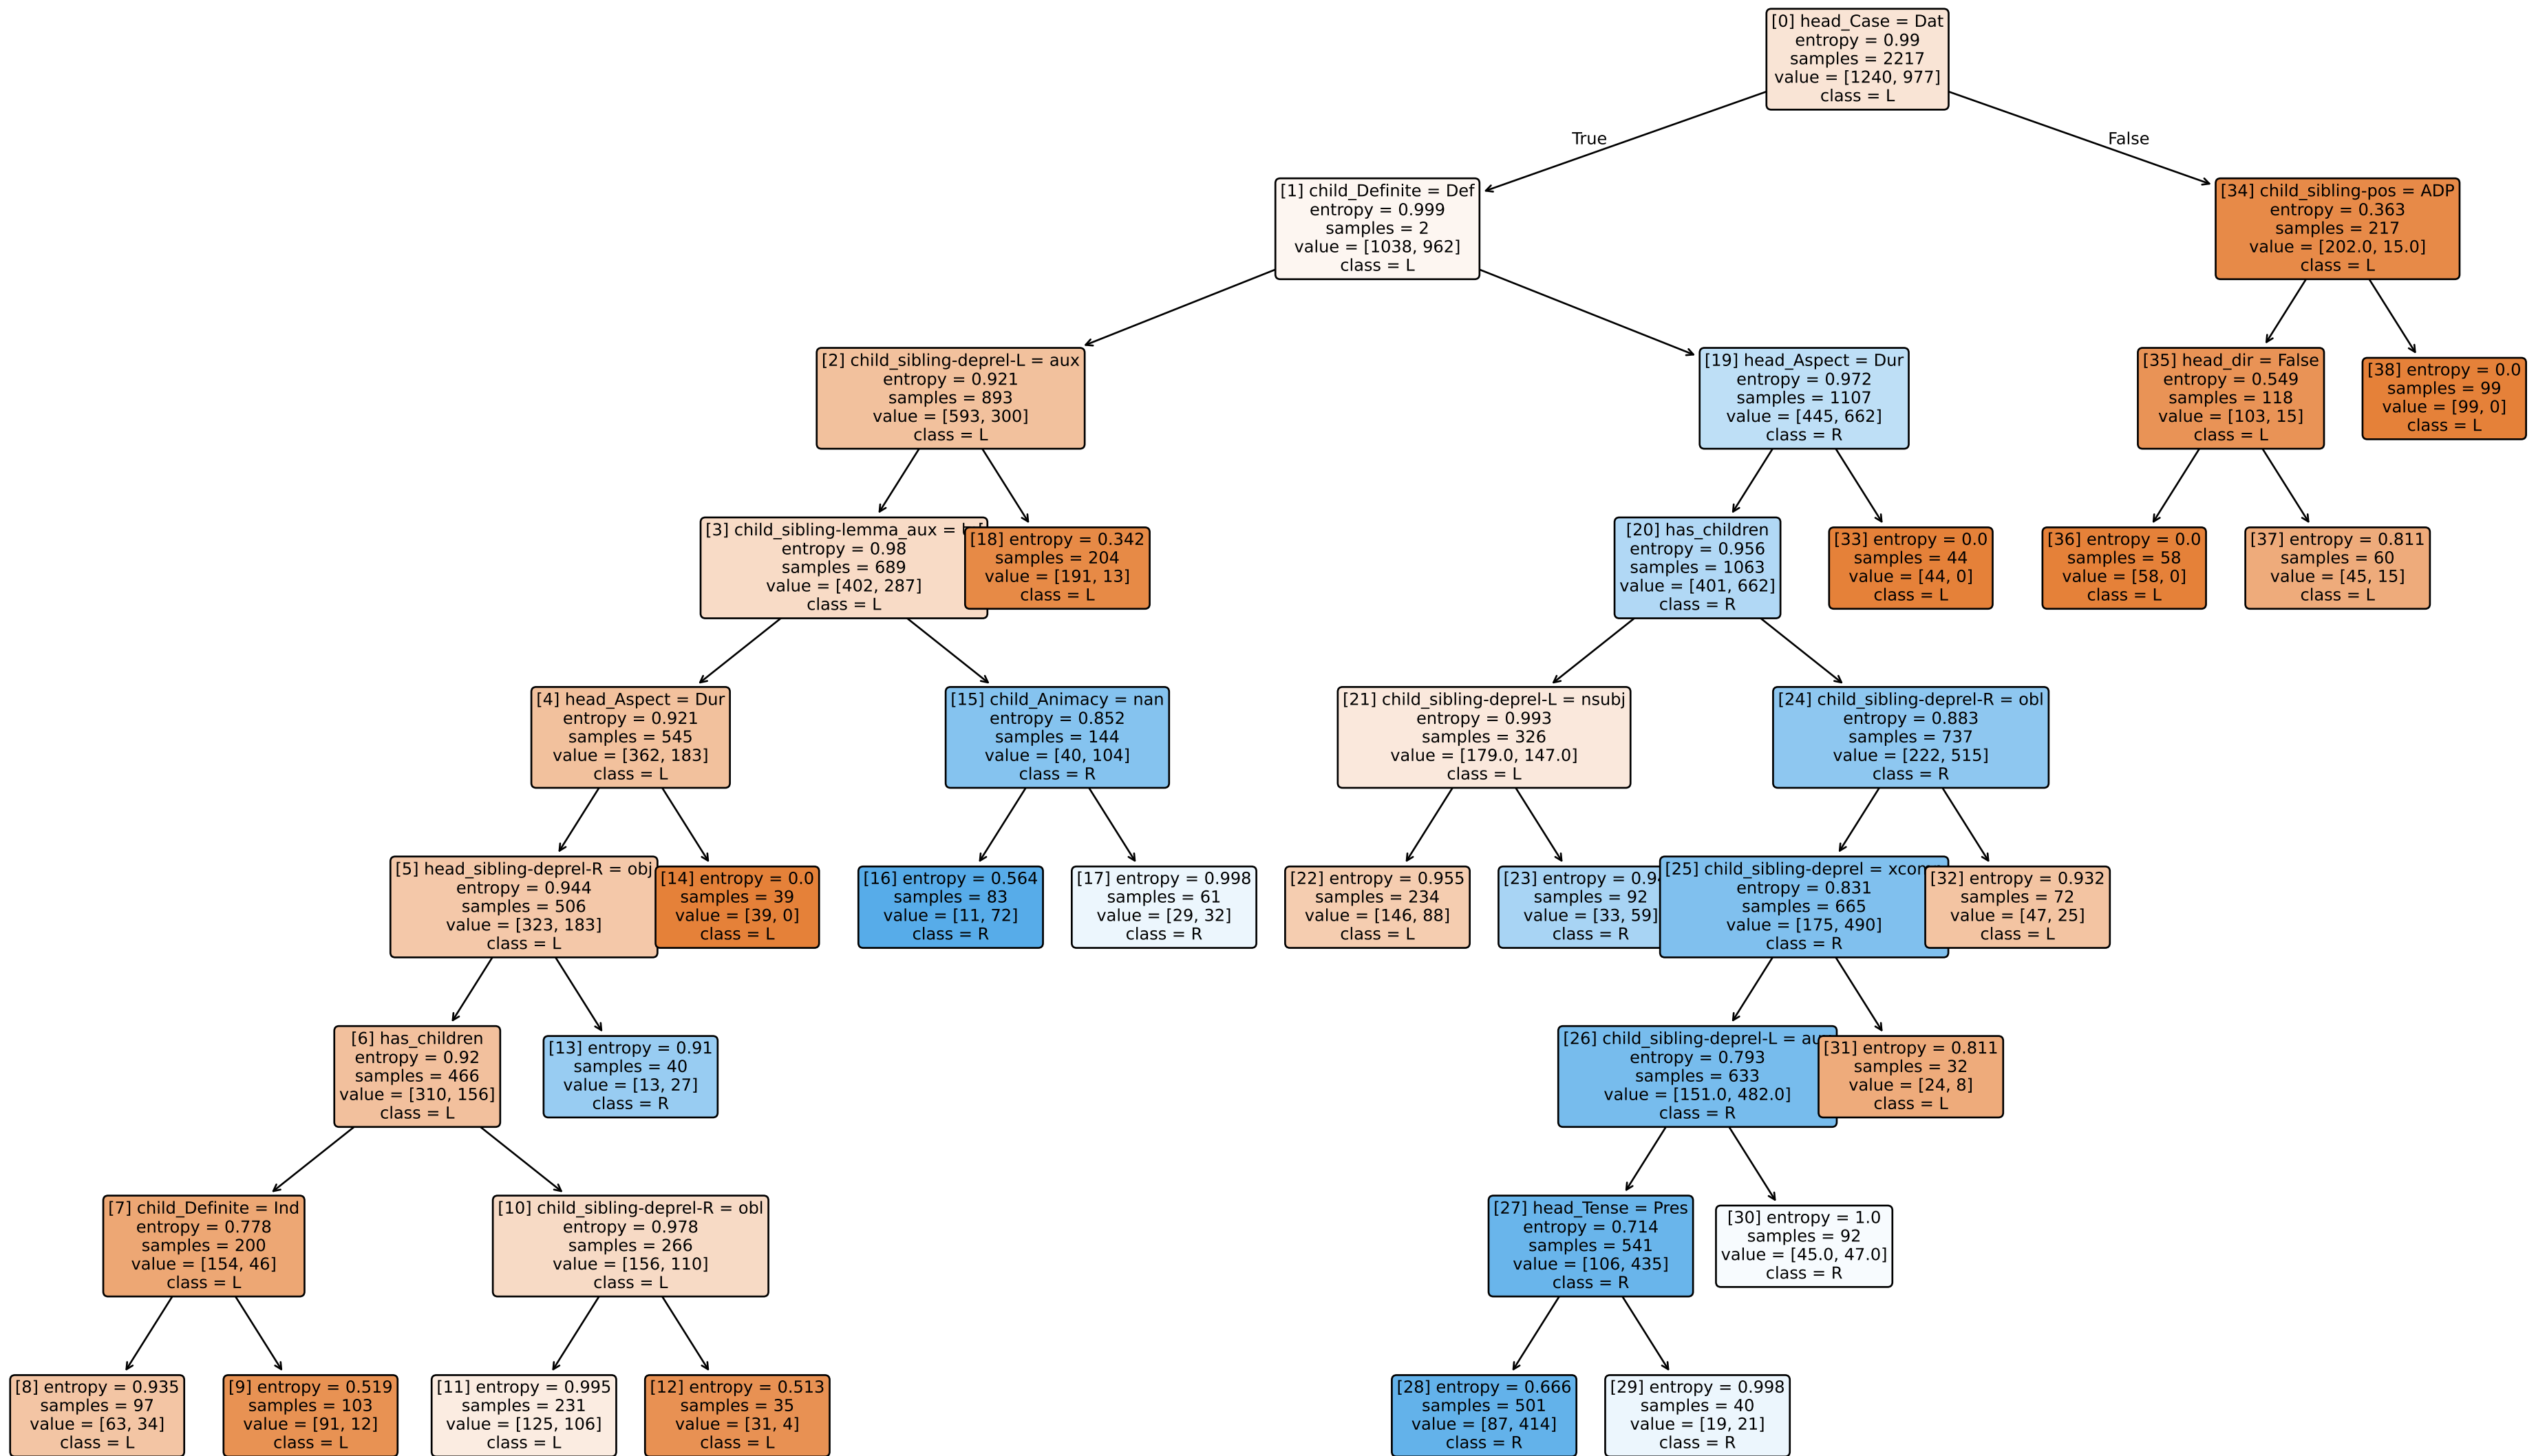 [0] head_Case = Dat
entropy = 0.99
samples = 2217
value = [1240, 977]
class = L
True
False
[1] child_Definite = Def
entropy = 0.999
samples = 2
value = [1038, 962]
class = L
[34] child_sibling-pos = ADP
entropy = 0.363
samples = 217
value = [202.0, 15.0]
class = L
[2] child_sibling-deprel-L = aux
entropy = 0.921
samples = 893
value = [593, 300]
class = L
[19] head_Aspect = Dur
entropy = 0.972
samples = 1107
value = [445, 662]
class = R
[35] head_dir = False
entropy = 0.549
samples = 118
value = [103, 15]
class = L
[38] entropy = 0.0
samples = 99
value = [99, 0]
class = L
[3] child_sibling-lemma_aux =
entropy = 0.98
samples = 689
value = [402, 287]
class = L
[18] entropy = 0.342
samples = 204
value = [191, 13]
class = L
[20] has_children
entropy = 0.956
samples = 1063
value = [401, 662]
class = R
[33] entropy = 0.0
samples = 44
value = [44, 0]
class = L
[36] entropy = 0.0
samples = 58
value = [58, 0]
class = L
[37] entropy = 0.811
samples = 60
value = [45, 15]
class = L
[4] head_Aspect = Dur
entropy = 0.921
samples = 545
value = [362, 183]
class = L
[15] child_Animacy = nan
entropy = 0.852
samples = 144
value = [40, 104]
class = R
[21] child_sibling-deprel-L = nsubj
entropy = 0.993
samples = 326
value = [179.0, 147.0]
class = L
[24] child_sibling-deprel-R = obl
entropy = 0.883
samples = 737
value = [222, 515]
class = R
[5] head_sibling-deprel-R = obj
entropy = 0.944
samples = 506
value = [323, 183]
class = L
[14] entropy = 0.0
samples = 39
value = [39, 0]
class = L
[16] entropy = 0.564
samples = 83
value = [11, 72]
class = R
[17] entropy = 0.998
samples = 61
value = [29, 32]
class = R
[22] entropy = 0.955
samples = 234
value = [146, 88]
class = L
[23] entropy =
samples = 92
value = [33, 59]
class = R
[25] child_sibling-deprel =
entropy = 0.831
samples = 665
value = [175, 490]
class = R
[32] entropy = 0.932
samples = 72
value = [47, 25]
class = L
[6] has_children
entropy = 0.92
samples = 466
value = [310, 156]
class = L
[13] entropy = 0.91
samples = 40
value = [13, 27]
class = R
[26] child_sibling-deprel-L =
entropy = 0.793
samples = 633
value = [151.0, 482.0]
class = R
[31] entropy = 0.811
samples = 32
value = [24, 8]
class = L
[7] child_Definite = Ind
entropy = 0.778
samples = 200
value = [154, 46]
class = L
[10] child_sibling-deprel-R = obl
entropy = 0.978
samples = 266
value = [156, 110]
class = L
[27] head_Tense = Pres
entropy = 0.714
samples = 541
value = [106, 435]
class = R
[30] entropy = 1.0
samples = 92
value = [45.0, 47.0]
class = R
[8] entropy = 0.935
samples = 97
value = [63, 34]
class = L
[9] entropy = 0.519
samples = 103
value = [91, 12]
class = L
[11] entropy = 0.995
samples = 231
value = [125, 106]
class = L
[12] entropy = 0.513
samples = 35
value = [31, 4]
class = L
[28] entropy = 0.666
samples = 501
value = [87, 414]
class = R
[29] entropy = 0.998
samples = 40
value = [19, 21]
class = R